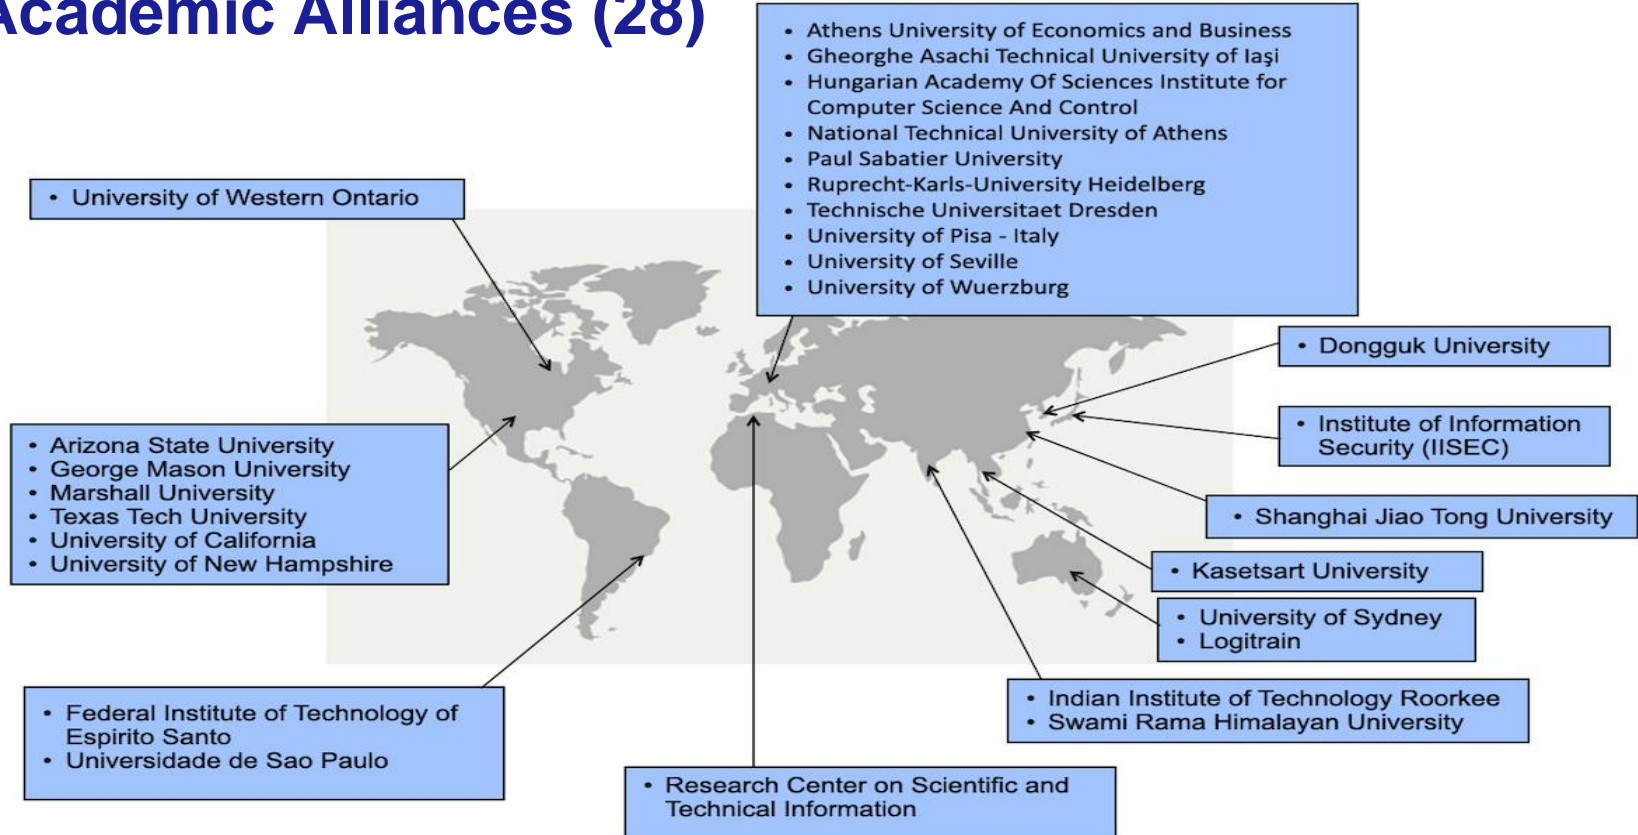 Academic Alliances (28)
• Athens University of Economics and Business
• Gheorghe Asachi Technical University of Iaşi
• Hungarian Academy Of Sciences Institute for
Computer Science And Control
• National Technical University of Athens
• Paul Sabatier University
• Ruprecht-Karls-University Heidelberg
• Technische Universitaet Dresden
• University of Pisa - Italy
• University of Seville
• University of Wuerzburg
• University of Western Ontario
• Dongguk University
• Institute of Information
Security (IISEC)
• Arizona State University
• George Mason University
• Marshall University
• Texas Tech University
• University of California
• University of New Hampshire
• Shanghai Jiao Tong University
• Kasetsart University
• University of Sydney
• Logitrain
• Indian Institute of Technology Roorkee
• Swami Rama Himalayan University
• Federal Institute of Technology of
Espirito Santo
• Universidade de Sao Paulo
• Research Center on Scientific and
Technical Information